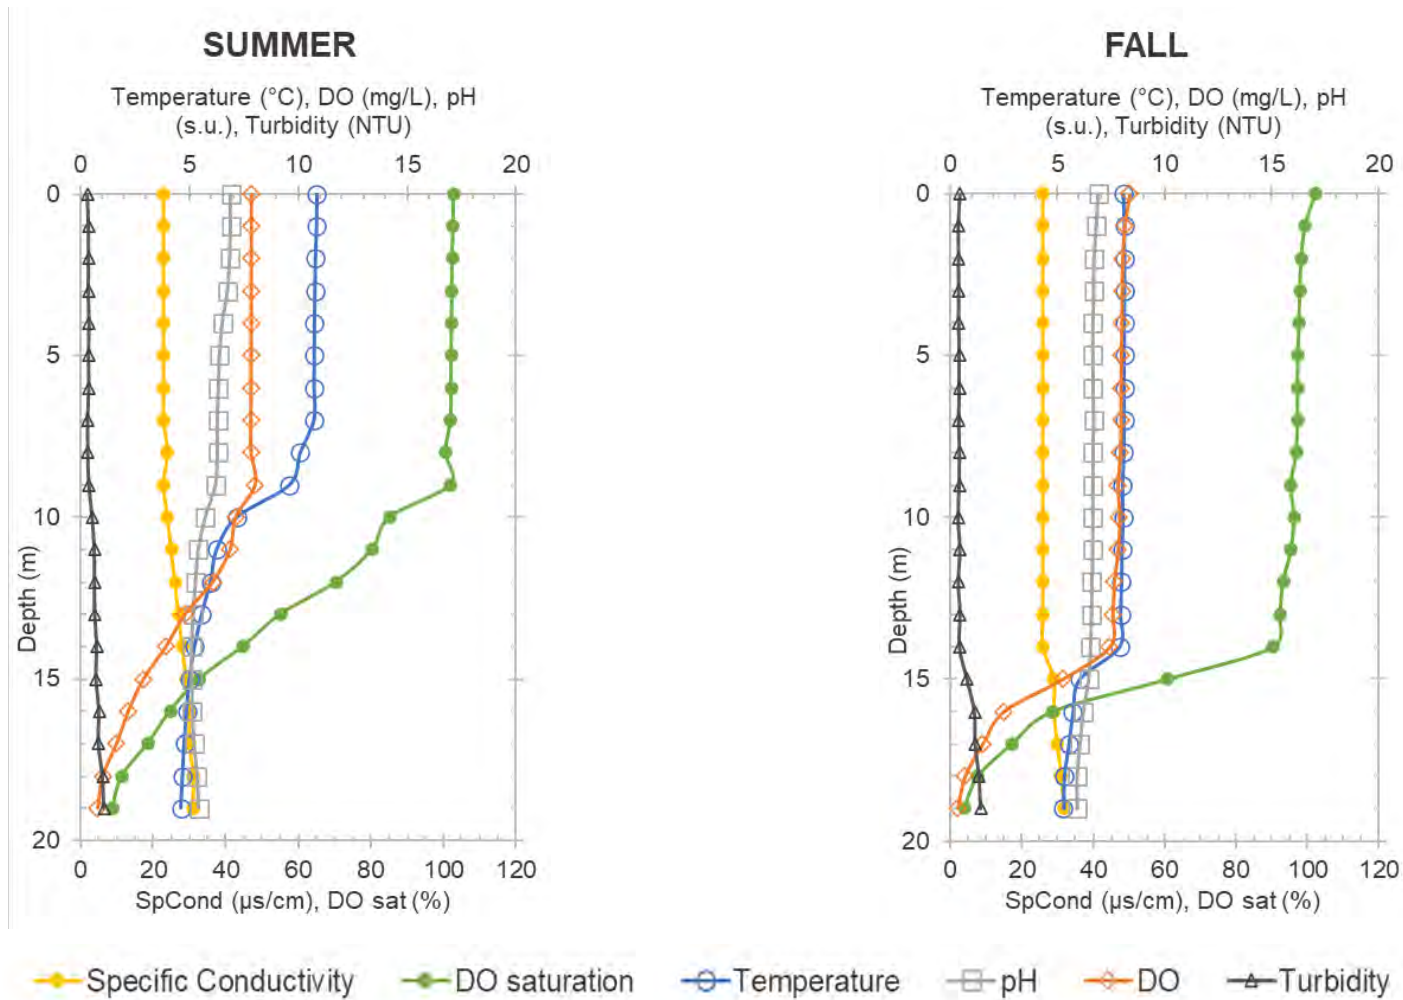 SUMMER
Temperature (°C), DO (mg/L), pH
(s.u.), Turbidity (NTU)
0 5 10 15 20
0
5
10
15
20
Depth (m)
0 20 40 60 80 100 120
SpCond (µs/cm), DO sat (%)
FALL
Temperature (°C), DO (mg/L), pH
(s.u.), Turbidity (NTU)
0 5 10 15 20
0
5
10
15
20
Depth (m)
0 20 40 60 80 100 120
SpCond (µs/cm), DO sat (%)
Specific Conductivity DO saturation Temperature pH DO Turbidity